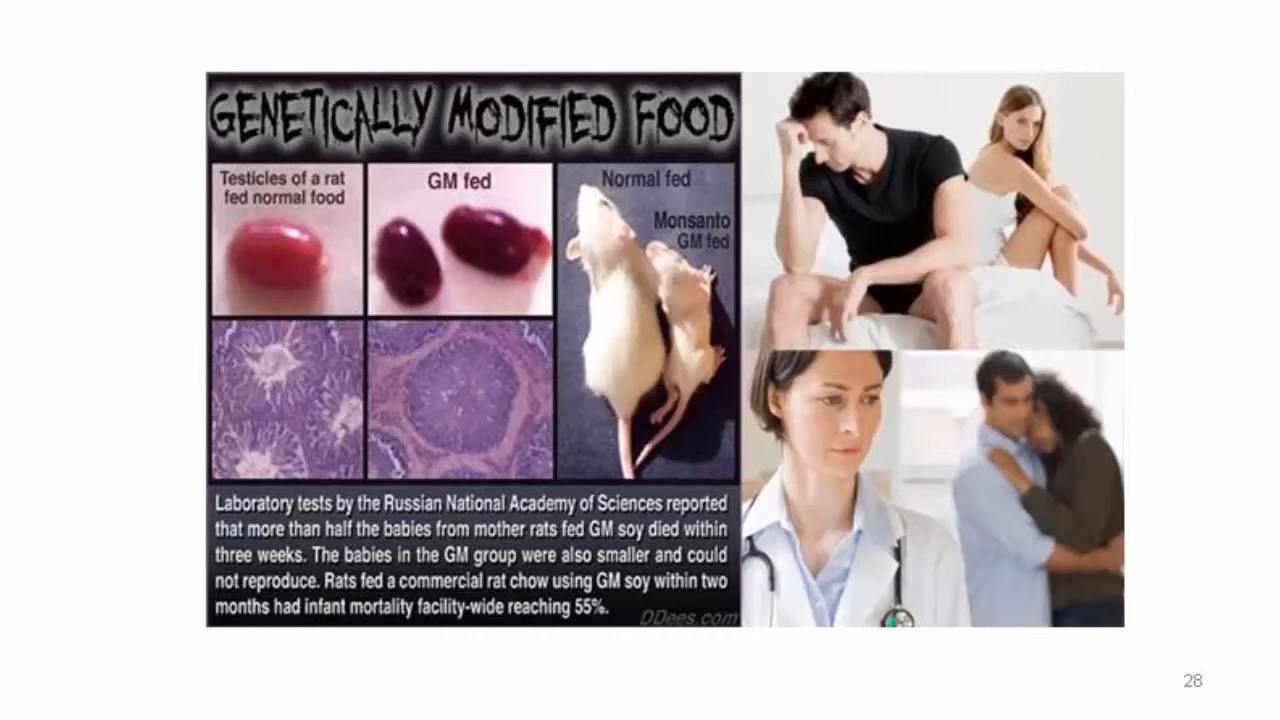 GENETICALLY MODIFIED FOOD
Testicles of a rat
fed normal food
GM fed
Normal fed
Monsanto
GM fed
Laboratory tests by the Russian National Academy of Sciences reported
that more than half the babies from mother rats fed GM soy died within
three weeks. The babies in the GM group were also smaller and could
not reproduce. Rats fed a commercial rat chow using GM soy within two
months had infant mortality facility-wide reaching 55%.
DDees.com
28